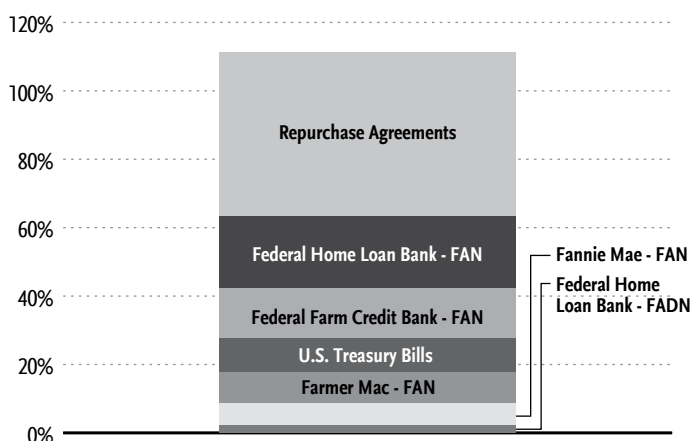 120%
100%
80%
60%
40%
20%
0%
Repurchase Agreements
Federal Home Loan Bank - FAN
Federal Farm Credit Bank - FAN
U.S. Treasury Bills
Farmer Mac - FAN
Fannie Mae - FAN
Federal Home
Loan Bank - FADN